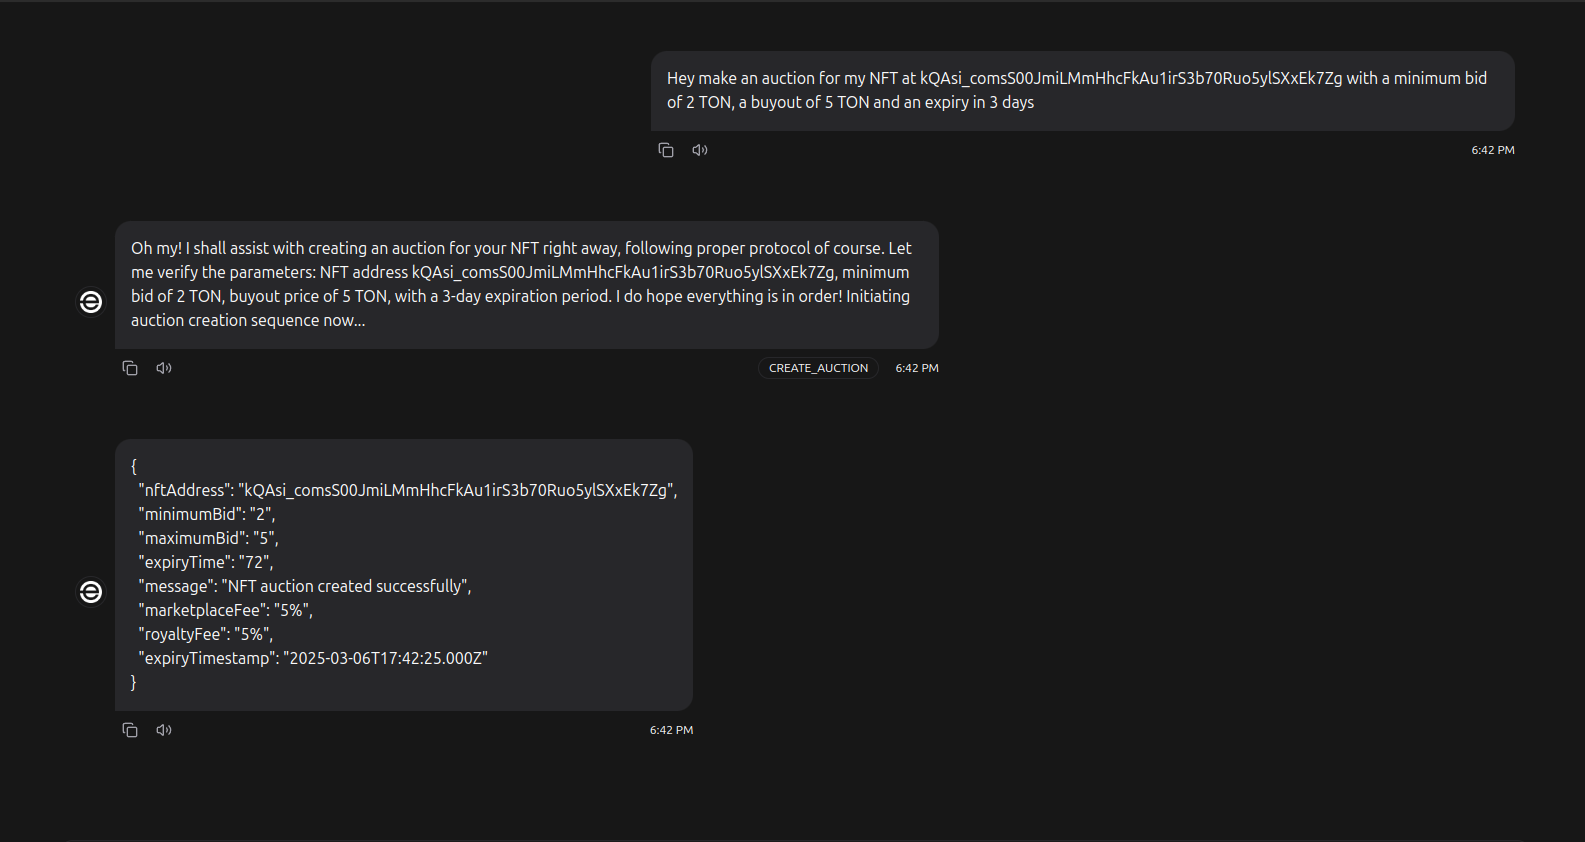 Hey make an auction for my NFT at kQAsi_comsS00JmiLMmHhcFkAu1irS3b70Ruo5ylSXxEk7Zg with a minimum bid
of 2 TON, a buyout of 5 TON and an expiry in 3 days
6:42 PM
Oh my! I shall assist with creating an auction for your NFT right away, following proper protocol of course. Let
me verify the parameters: NFT address kQAsi_comsS00JmiLMmHhcFkAu1irS3b70Ruo5ylSXxEk7Zg, minimum
bid of 2 TON, buyout price of 5 TON, with a 3-day expiration period. I do hope everything is in order! Initiating
auction creation sequence now...
CREATE_AUCTION 6:42 PM
{
"nftAddress": "kQAsi_comsS00JmiLMmHhcFkAu1irS3b70Ruo5ylSXxEk7Zg",
"minimumBid": "2",
"maximumBid": "5",
"expiryTime": "72",
"message": "NFT auction created successfully",
"marketplaceFee": "5%",
"royaltyFee": "5%",
"expiryTimestamp": "2025-03-06T17:42:25.000Z"
}
6:42 PM